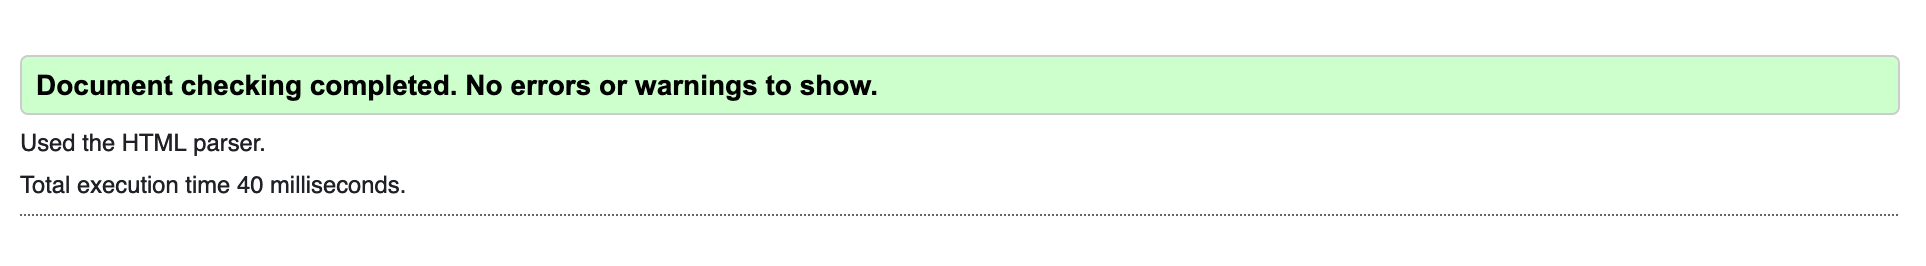 Document checking completed. No errors or warnings to show.
Used the HTML parser.
Total execution time 40 milliseconds.